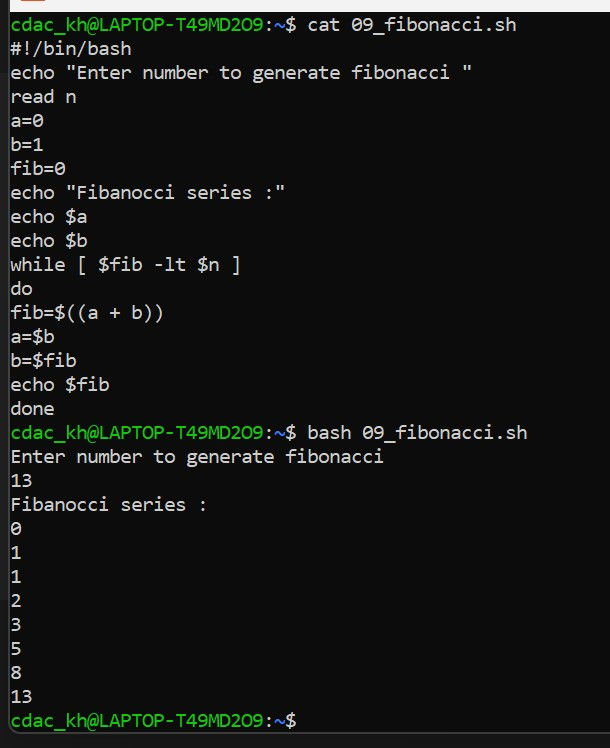 cdac_kh@LAPTOP-T49MD2O9:~$ cat 09_fibonacci.sh
#!/bin/bash
echo "Enter number to generate fibonacci "
read n
a=0
b=1
fib=0
echo "Fibanocci series :"
echo $a
echo $b
while [ $fib -lt $n ]
do
fib=$((a + b))
a=$b
b=$fib
echo $fib
done
cdac_kh@LAPTOP-T49MD2O9:~$ bash 09_fibonacci.sh
Enter number to generate fibonacci
13
Fibanocci series :
0
1
1
2
3
5
8
13
cdac_kh@LAPTOP-T49MD2O9:~$